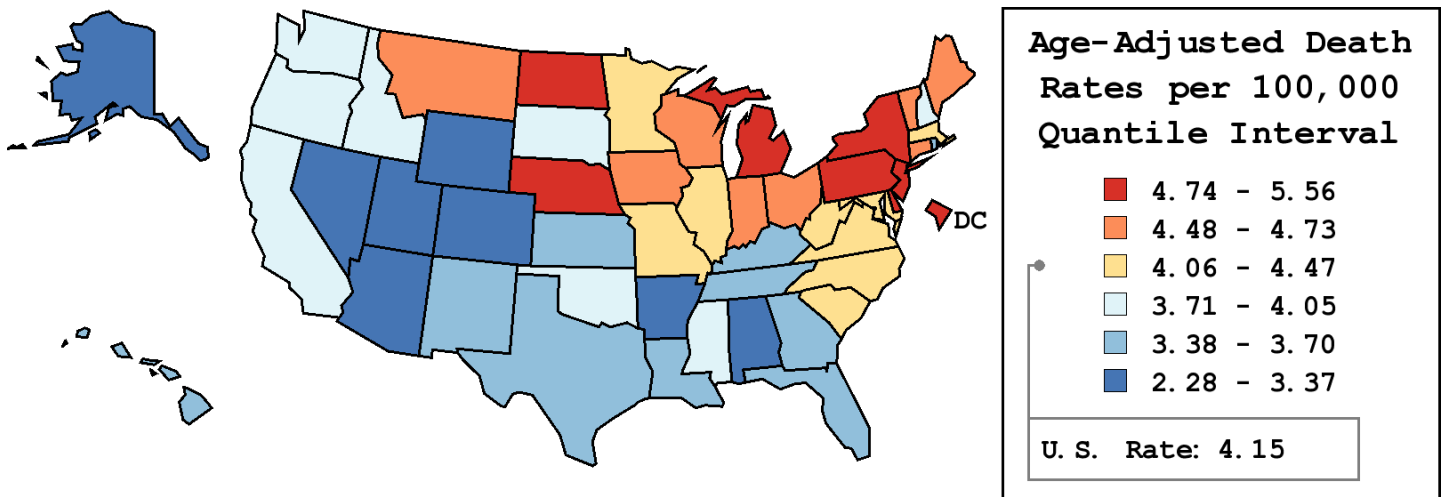 DC
Age-Adjusted Death
Rates per 100,000
Quantile Interval
4.74 - 5.56
4.48 - 4.73
4.06 - 4.47
3.71 - 4.05
3.38 - 3.70
2.28 - 3.37
U.S. Rate: 4.15